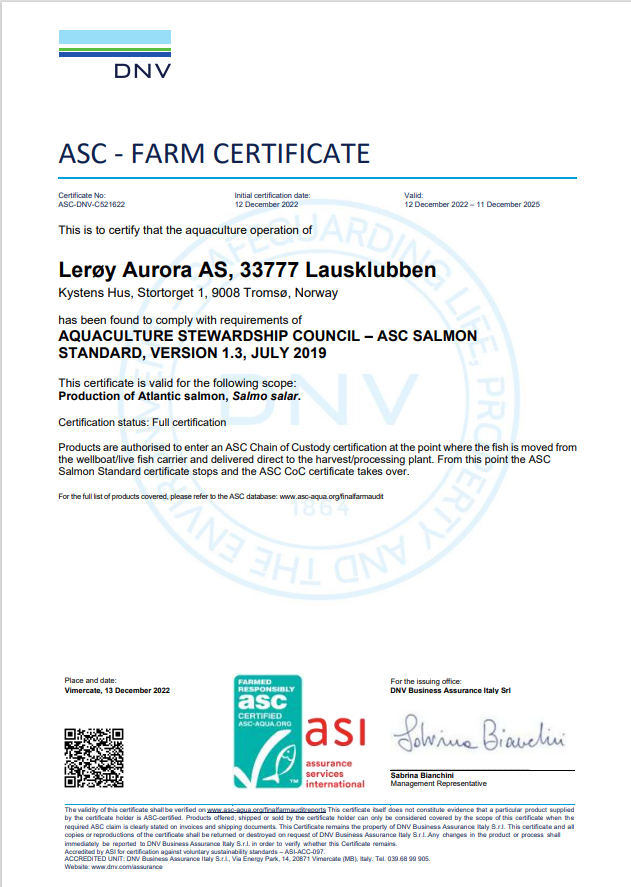 DNV
ASC - FARM CERTIFICATE
Certificate No:
ASC-DNV-C521622
Initial certification date:
12 December 2022
Valid:
12 December 2022 – 11 December 2025
This is to certify that the aquaculture operation of
Lerøy Aurora AS, 33777 Lausklubben
Kystens Hus, Stortorget 1, 9008 Tromsø, Norway
has been found to comply with requirements of
AQUACULTURE STEWARDSHIP COUNCIL – ASC SALMON
STANDARD, VERSION 1.3, JULY 2019
This certificate is valid for the following scope:
Production of Atlantic salmon, Salmo salar.
Certification status: Full certification
Products are authorised to enter an ASC Chain of Custody certification at the point where the fish is moved from
the wellboat/live fish carrier and delivered direct to the harvest/processing plant. From this point the ASC
Salmon Standard certificate stops and the ASC CoC certificate takes over.
For the full list of products covered, please refer to the ASC database: www.asc-aqua.org/finalfarmaudit
SAFEGUARDING LIFE, PROPERTY AND THE ENVIR
DNV
1864
Place and date:
Vimercate, 13 December 2022
FARMED
RESPONSIBLY
asc
CERTIFIED
ASC-AQUA.ORG
TM
asi
assurance
services
international
For the issuing office:
DNV Business Assurance Italy Srl
Sabrina Bianchini
Sabrina Bianchini
Management Representative
The validity of this certificate shall be verified on www.asc-aqua.org/finalfarmauditreports This certificate itself does not constitute evidence that a particular product supplied
by the certificate holder is ASC-certified. Products offered, shipped or sold by the certificate holder can only be considered covered by the scope of this certificate when the
required ASC claim is clearly stated on invoices and shipping documents. This Certificate remains the property of DNV Business Assurance Italy S.r.l. This certificate and all
copies or reproductions of the certificate shall be returned or destroyed on request of DNV Business Assurance Italy S.r.l. Any changes in the product or process shall
immediately be reported to DNV Business Assurance Italy S.r.l. in order to verify whether this Certificate remains.
Accredited by ASI for certification against voluntary sustainability standards – ASI-ACC-097.
ACCREDITED UNIT: DNV Business Assurance Italy S.r.l., Via Energy Park, 14, 20871 Vimercate (MB), Italy. Tel. 039.68 99 905.
Website: www.dnv.com/assurance